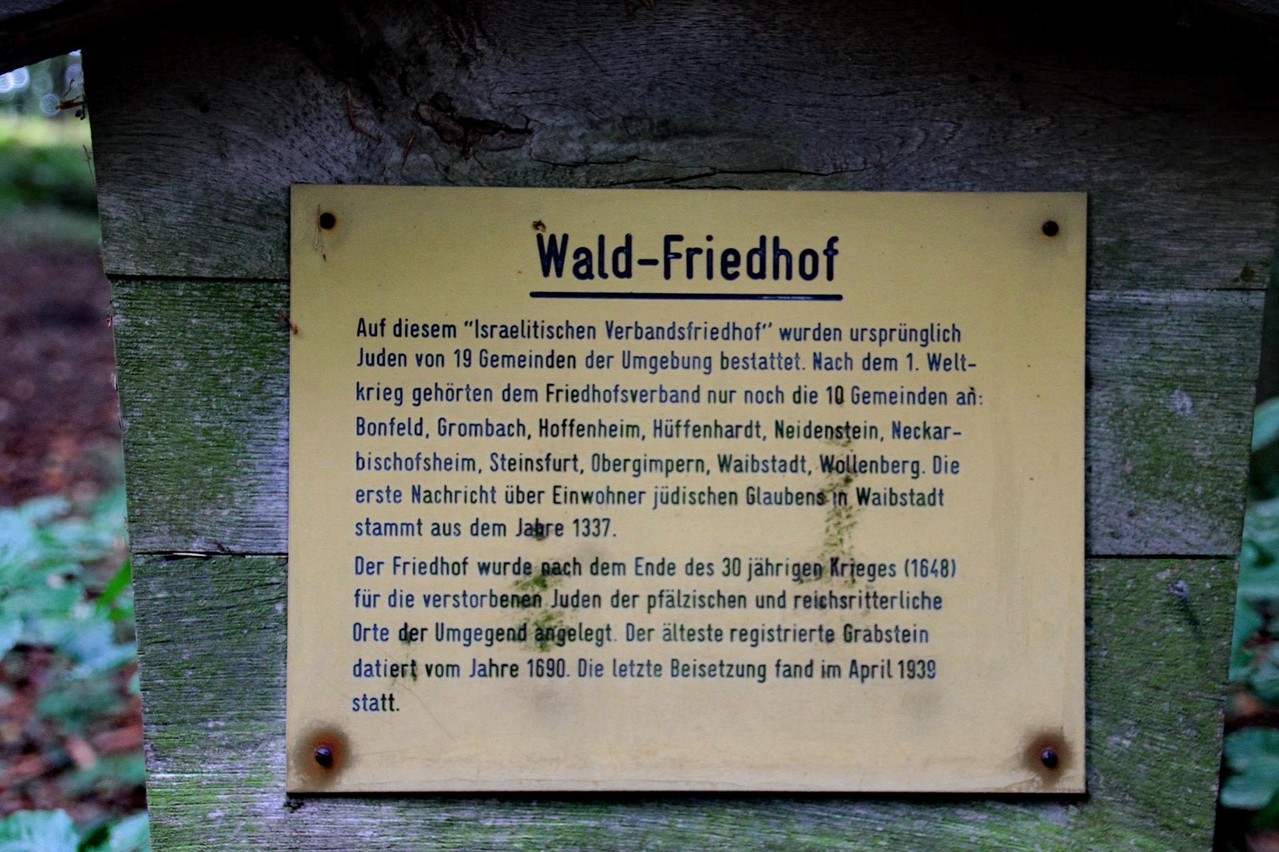 Wald-Friedhof
Auf diesem "Israelitischen Verbandsfriedhof" wurden ursprünglich
Juden von 19 Gemeinden der Umgebung bestattet. Nach dem 1. Welt-
krieg gehörten dem Friedhofsverband nur noch die 10 Gemeinden an:
Bonfeld, Grombach, Hoffenheim, Hüffenhardt, Neidenstein, Neckar-
bischofsheim, Steinsfurt, Obergimpern, Waibstadt, Wollenberg. Die
erste Nachricht über Einwohner jüdischen Glaubens in Waibstadt
stammt aus dem Jahre 1337.
Der Friedhof wurde nach dem Ende des 30 jährigen Krieges (1648)
für die verstorbenen Juden der pfälzischen und reichsritterliche
Orte der Umgegend angelegt. Der älteste registrierte Grabstein
datiert vom Jahre 1690. Die letzte Beisetzung fand im April 1939
statt.